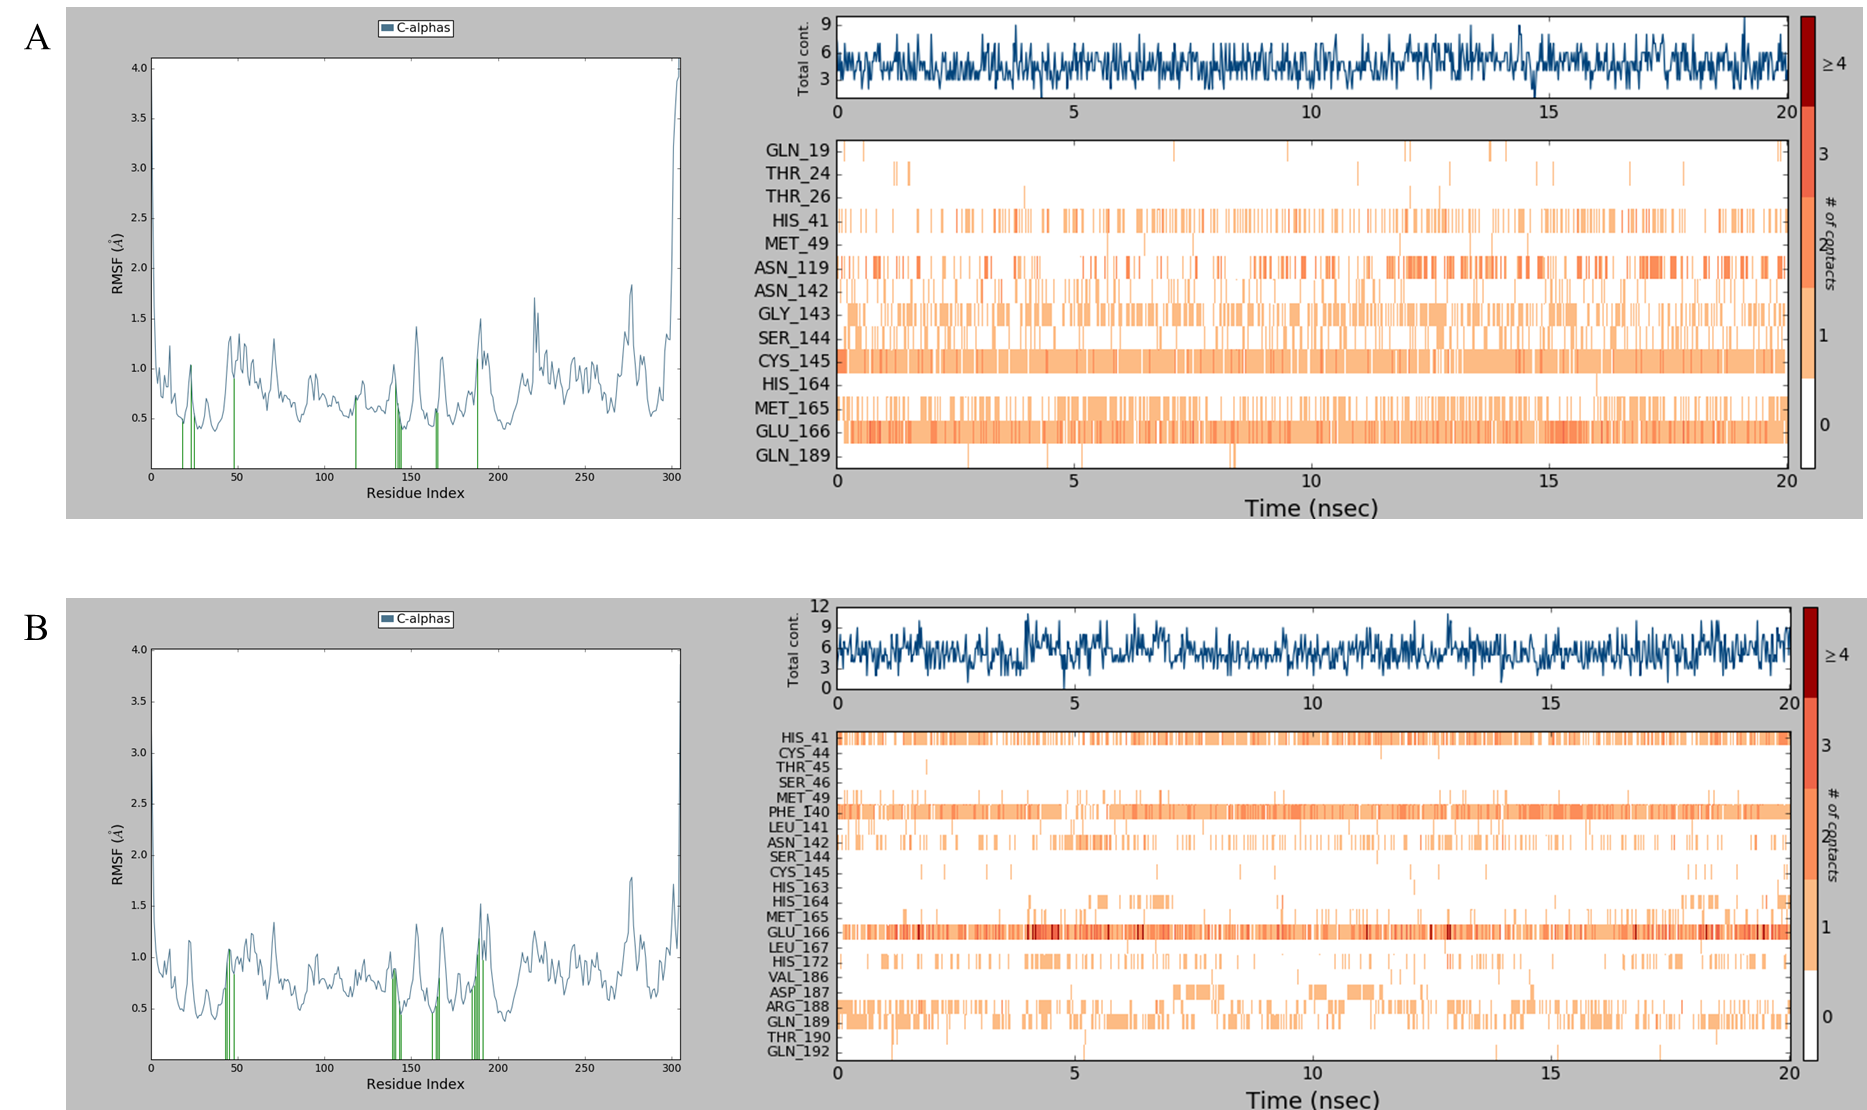 A
C-alphas
4.0
3.5
3.0
2.5
2.0
1.5
1.0
0.5
RMSF (Å)
0 50 100 150 200 250 300
Residue Index
Total cont.
9
6
3
0 5 10 15 20
GLN_19
THR_24
THR_26
HIS_41
MET_49
ASN_119
ASN_142
GLY_143
SER_144
CYS_145
HIS_164
MET_165
GLU_166
GLN_189
0 5 10 15 20
Time (nsec)
≥4
3
2
1
0
# of contacts
B
C-alphas
4.0
3.5
3.0
2.5
2.0
1.5
1.0
0.5
RMSF (Å)
0 50 100 150 200 250 300
Residue Index
Total cont.
12
9
6
3
0
0 5 10 15 20
HIS_41
CYS_44
THR_45
SER_46
MET_49
PHE_140
LEU_141
ASN_142
SER_144
CYS_145
HIS_163
HIS_164
MET_165
GLU_166
LEU_167
HIS_172
VAL_186
ASP_187
ARG_188
GLN_189
THR_190
GLN_192
0 5 10 15 20
Time (nsec)
≥4
3
2
1
0
# of contacts